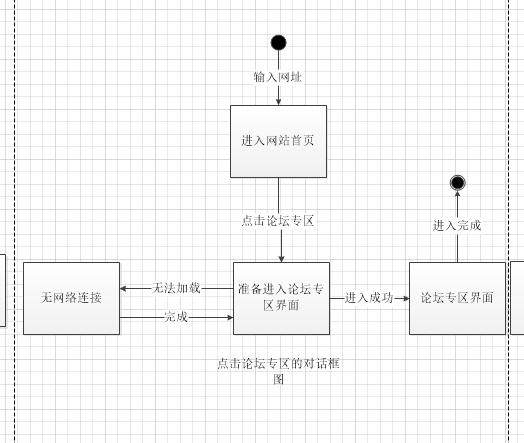 输入网址
进入网站首页
点击论坛专区
进入完成
无网络连接
无法加载
完成
准备进入论坛专
区界面
进入成功
论坛专区界面
点击论坛专区的对话框
图